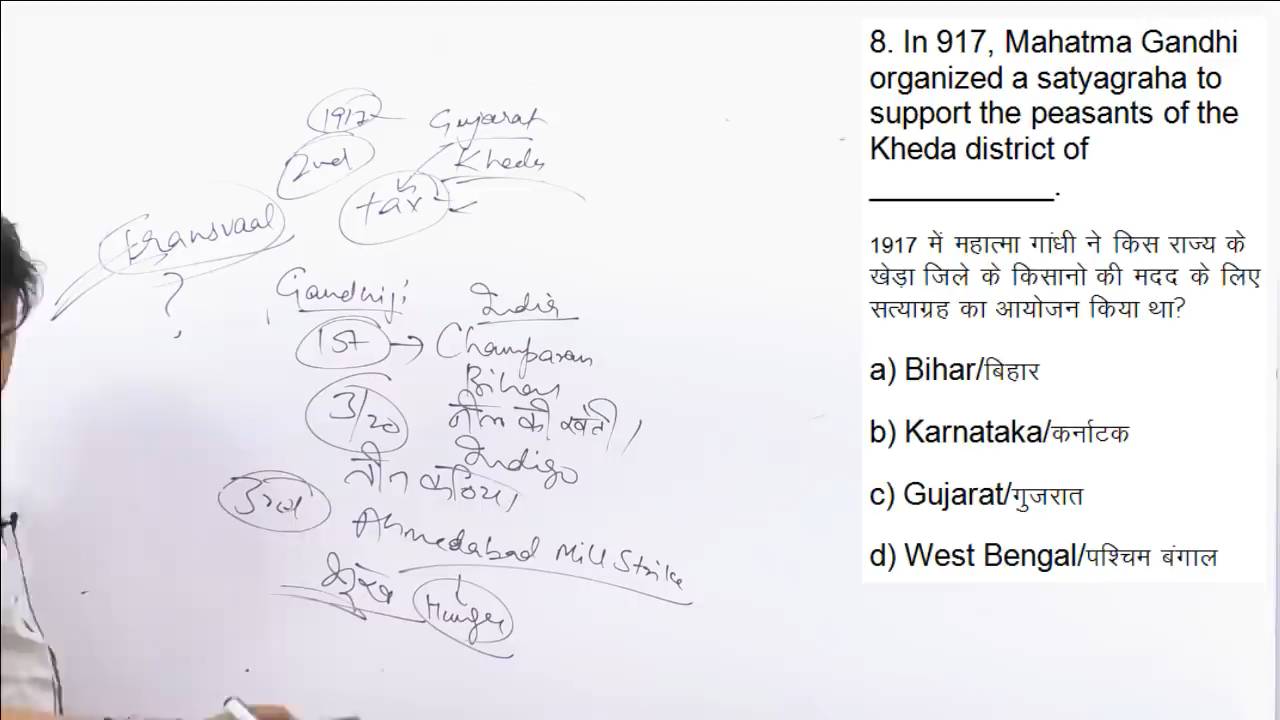 1917 Gujarat
2nd Kheda
tax
transvaal
?
Gandhiji India
1st → Champaran
Bihar
3/20 नील की खेती
Indigo
तीन कठिया
3rd
Ahmedabad Mill Strike
भूख Hunger
8. In 917, Mahatma Gandhi
organized a satyagraha to
support the peasants of the
Kheda district of
____________.
1917 में महात्मा गांधी ने किस राज्य के
खेड़ा जिले के किसानो की मदद के लिए
सत्याग्रह का आयोजन किया था?
a) Bihar/बिहार
b) Karnataka/कर्नाटक
c) Gujarat/गुजरात
d) West Bengal/पश्चिम बंगाल